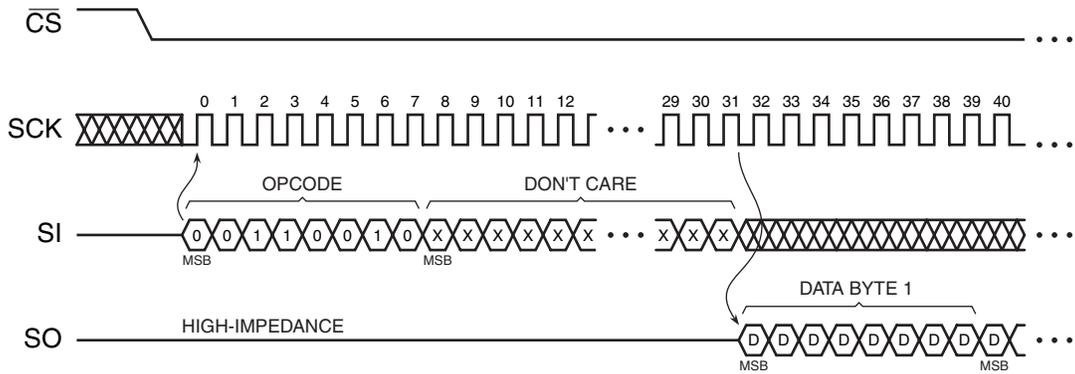 CS
SCK 0 1 2 3 4 5 6 7 8 9 10 11 12 29 30 31 32 33 34 35 36 37 38 39 40
OPCODE DON'T CARE
SI 0 0 1 1 0 0 1 0 X X X X X X X X X
MSB MSB
DATA BYTE 1
HIGH-IMPEDANCE
SO D D D D D D D D D
MSB MSB